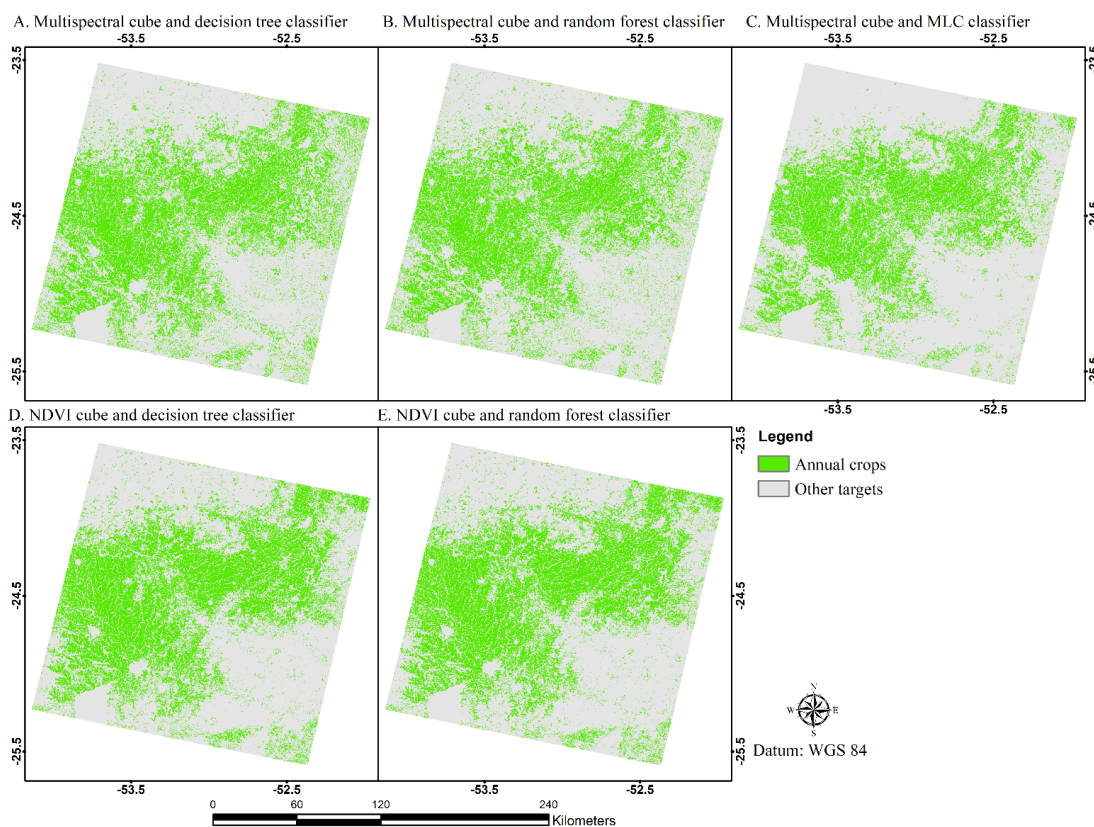 A. Multispectral cube and decision tree classifier
B. Multispectral cube and random forest classifier
C. Multispectral cube and MLC classifier
-53.5
-52.5
-53.5
-52.5
-53.5
-52.5
-23.5
-23.5
-24.5
-24.5
-25.5
-25.5
-53.5
-52.5
D. NDVI cube and decision tree classifier
E. NDVI cube and random forest classifier
-23.5
-23.5
Legend
Annual crops
Other targets
-24.5
-24.5
N
W
E
S
Datum: WGS 84
-25.5
-25.5
-53.5
-52.5
-53.5
-52.5
0
60
120
240
Kilometers